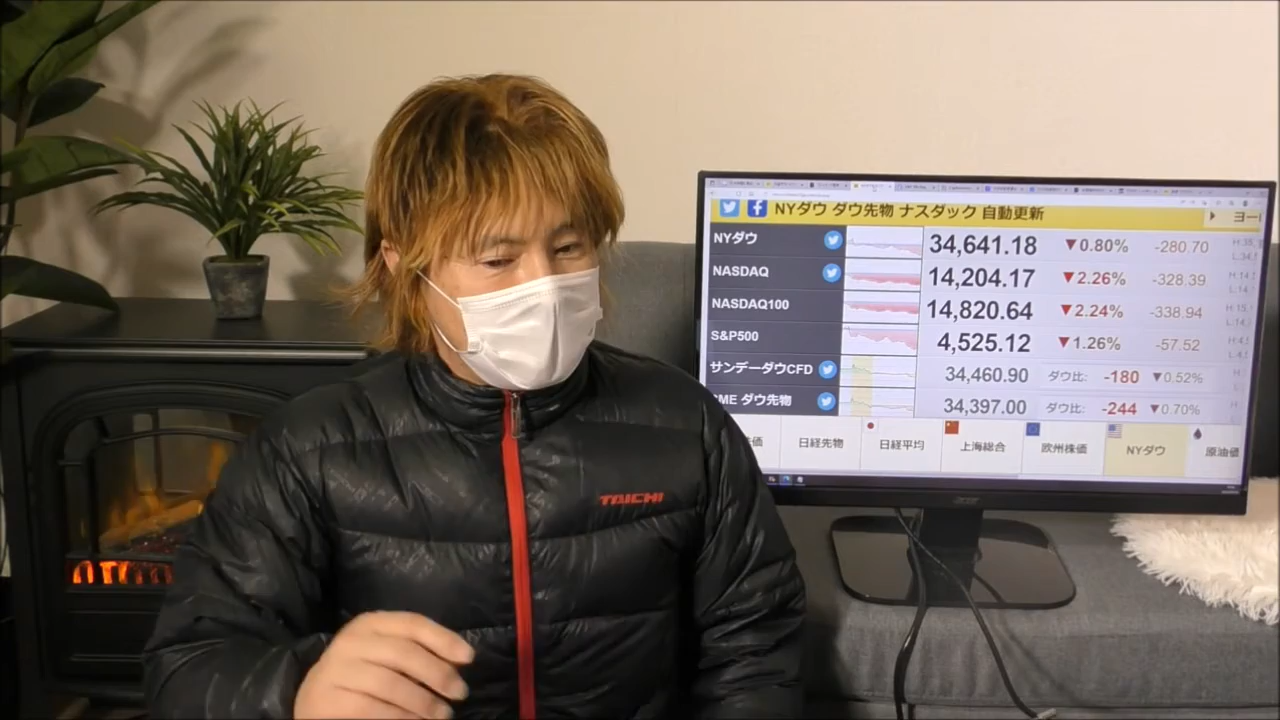 NYダウ ダウ先物 ナスダック 自動更新
NYダウ 34,641.18 ▼0.80% -280.70
NASDAQ 14,204.17 ▼2.26% -328.39
NASDAQ100 14,820.64 ▼2.24% -338.94
S&P500 4,525.12 ▼1.26% -57.52
サンデーダウCFD 34,460.90 ダウ比: -180 ▼0.52%
ダウ先物 34,397.00 ダウ比: -244 ▼0.70%
日経先物 日経平均 上海総合 欧州株価 NYダウ
TAICHI
acer